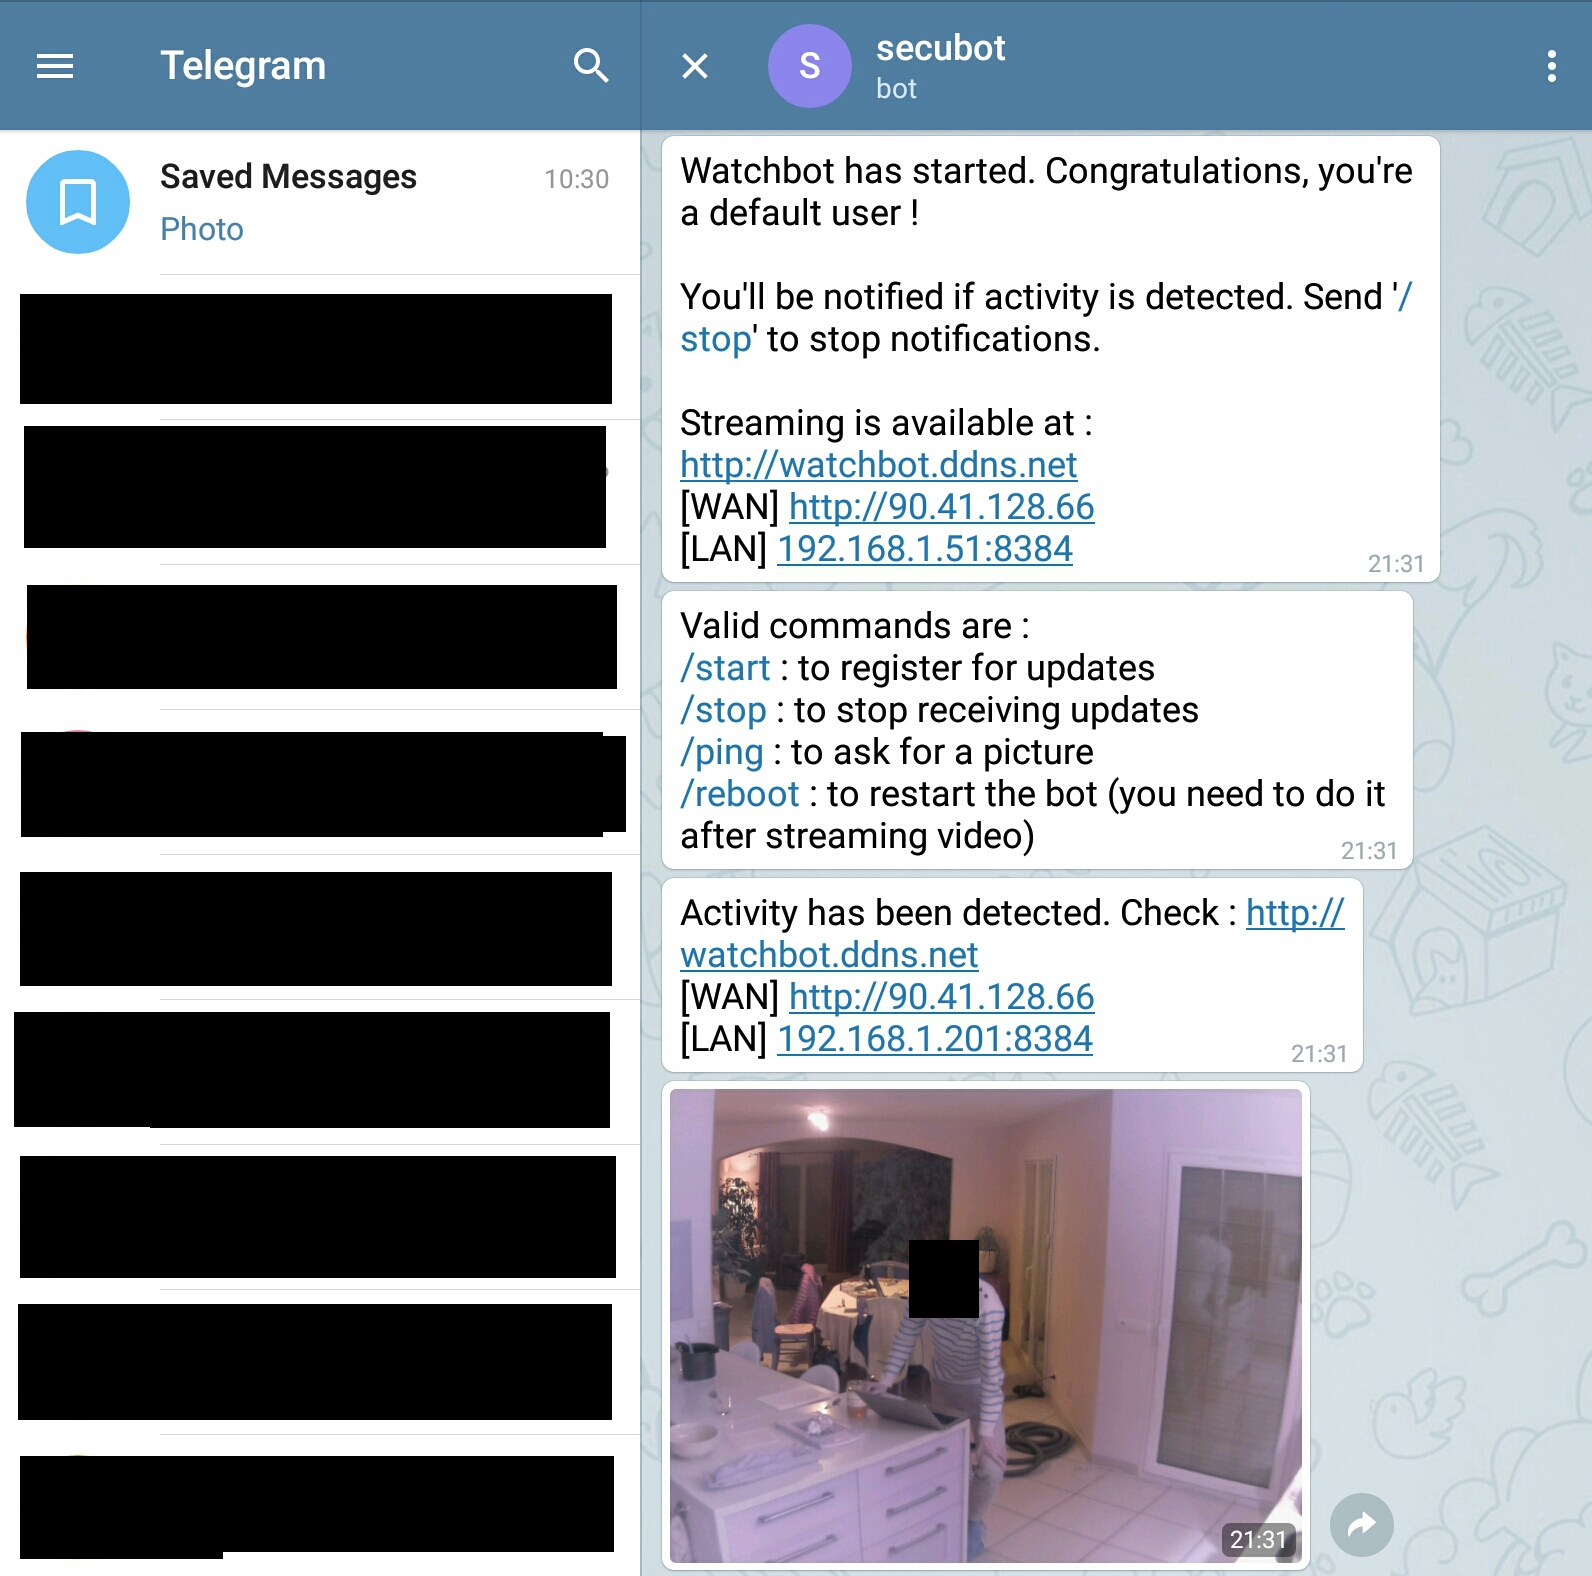 Telegram
Saved Messages
10:30
Photo
S
secubot
bot
Watchbot has started. Congratulations, you're
a default user !
You'll be notified if activity is detected. Send '/
stop' to stop notifications.
Streaming is available at :
http://watchbot.ddns.net
[WAN] http://90.41.128.66
[LAN] 192.168.1.51:8384
21:31
Valid commands are :
/start : to register for updates
/stop : to stop receiving updates
/ping : to ask for a picture
/reboot : to restart the bot (you need to do it
after streaming video)
21:31
Activity has been detected. Check : http://
watchbot.ddns.net
[WAN] http://90.41.128.66
[LAN] 192.168.1.201:8384
21:31
21:31